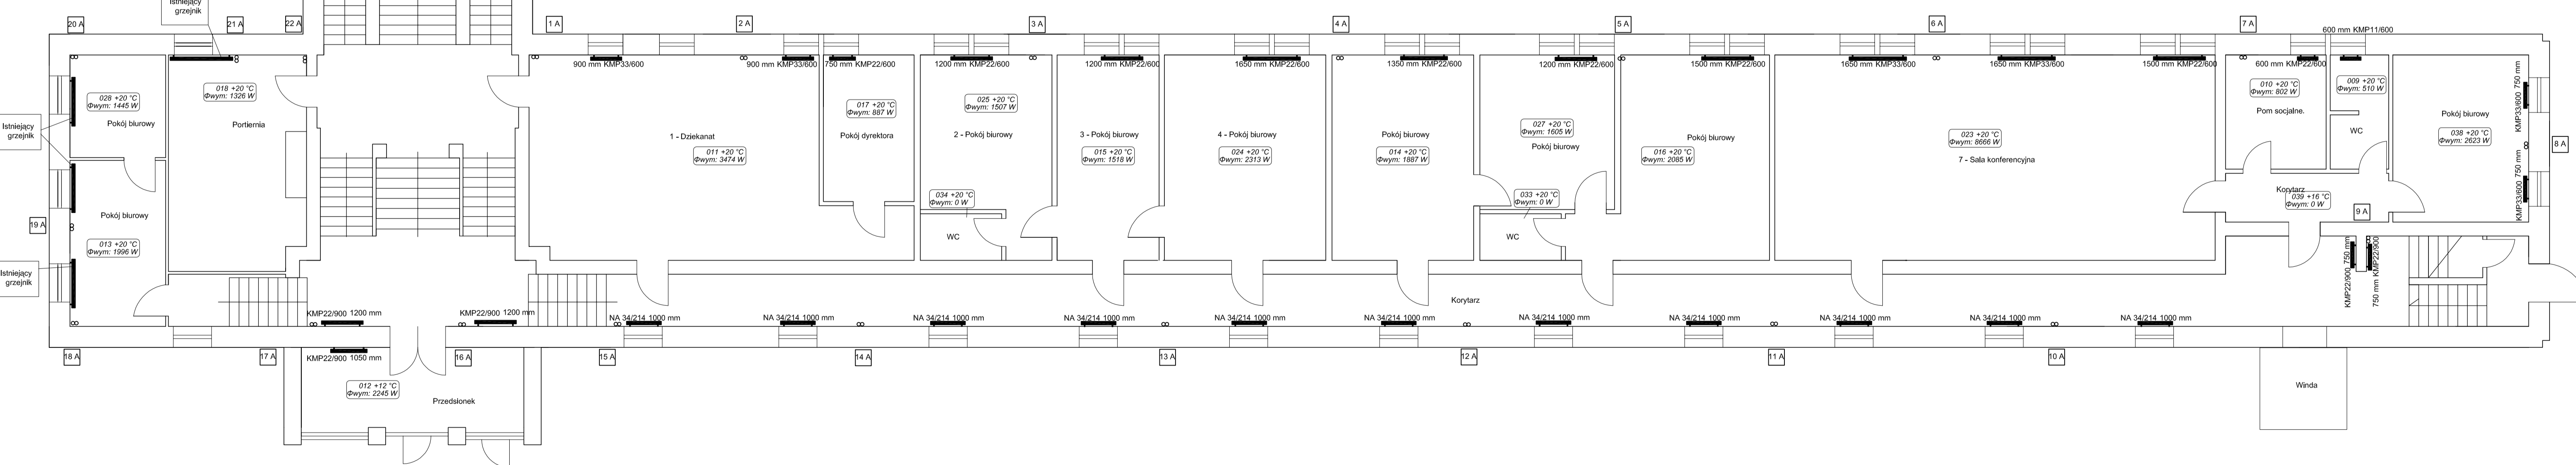 Istniejący
grzejnik
20 A
21 A
22 A
1 A
2 A
3 A
4 A
5 A
6 A
7 A
600 mm KMP11/600
900 mm KMP33/600
900 mm KMP33/600
750 mm KMP22/600
1200 mm KMP22/600
1200 mm KMP22/600
1650 mm KMP22/600
1350 mm KMP22/600
1200 mm KMP22/600
1500 mm KMP22/600
1650 mm KMP33/600
1650 mm KMP33/600
1500 mm KMP22/600
600 mm KMP22/600
028 +20 °C
Φwym: 1445 W
Pokój biurowy
018 +20 °C
Φwym: 1326 W
Portiernia
Istniejący
grzejnik
1 - Dziekanat
011 +20 °C
Φwym: 3474 W
017 +20 °C
Φwym: 887 W
Pokój dyrektora
025 +20 °C
Φwym: 1507 W
2 - Pokój biurowy
3 - Pokój biurowy
015 +20 °C
Φwym: 1518 W
4 - Pokój biurowy
024 +20 °C
Φwym: 2313 W
Pokój biurowy
014 +20 °C
Φwym: 1887 W
027 +20 °C
Φwym: 1605 W
Pokój biurowy
Pokój biurowy
016 +20 °C
Φwym: 2085 W
023 +20 °C
Φwym: 8666 W
7 - Sala konferencyjna
010 +20 °C
Φwym: 802 W
Pom socjalne.
009 +20 °C
Φwym: 510 W
WC
Pokój biurowy
038 +20 °C
Φwym: 2623 W
KMP33/600 750 mm
KMP33/600 750 mm
8 A
Pokój biurowy
19 A
013 +20 °C
Φwym: 1996 W
034 +20 °C
Φwym: 0 W
WC
033 +20 °C
Φwym: 0 W
WC
Korytarz
039 +16 °C
Φwym: 0 W
9 A
KMP22/900 750 mm
750 mm KMP22/900
Istniejący
grzejnik
Korytarz
KMP22/900 1200 mm
KMP22/900 1200 mm
NA 34/214 1000 mm
NA 34/214 1000 mm
NA 34/214 1000 mm
NA 34/214 1000 mm
NA 34/214 1000 mm
NA 34/214 1000 mm
NA 34/214 1000 mm
NA 34/214 1000 mm
NA 34/214 1000 mm
NA 34/214 1000 mm
NA 34/214 1000 mm
18 A
17 A
KMP22/900 1050 mm
16 A
15 A
14 A
13 A
12 A
11 A
10 A
012 +12 °C
Φwym: 2245 W
Przedsionek
Winda